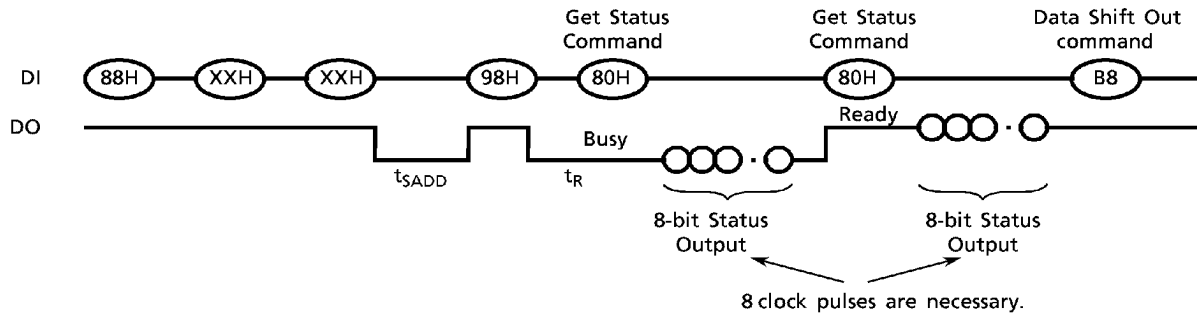 Get Status
Command
Get Status
Command
Data Shift Out
command
DI 88H XXH XXH 98H 80H 80H B8
DO Busy Ready
tSADD tR
8-bit Status
Output
8-bit Status
Output
8 clock pulses are necessary.